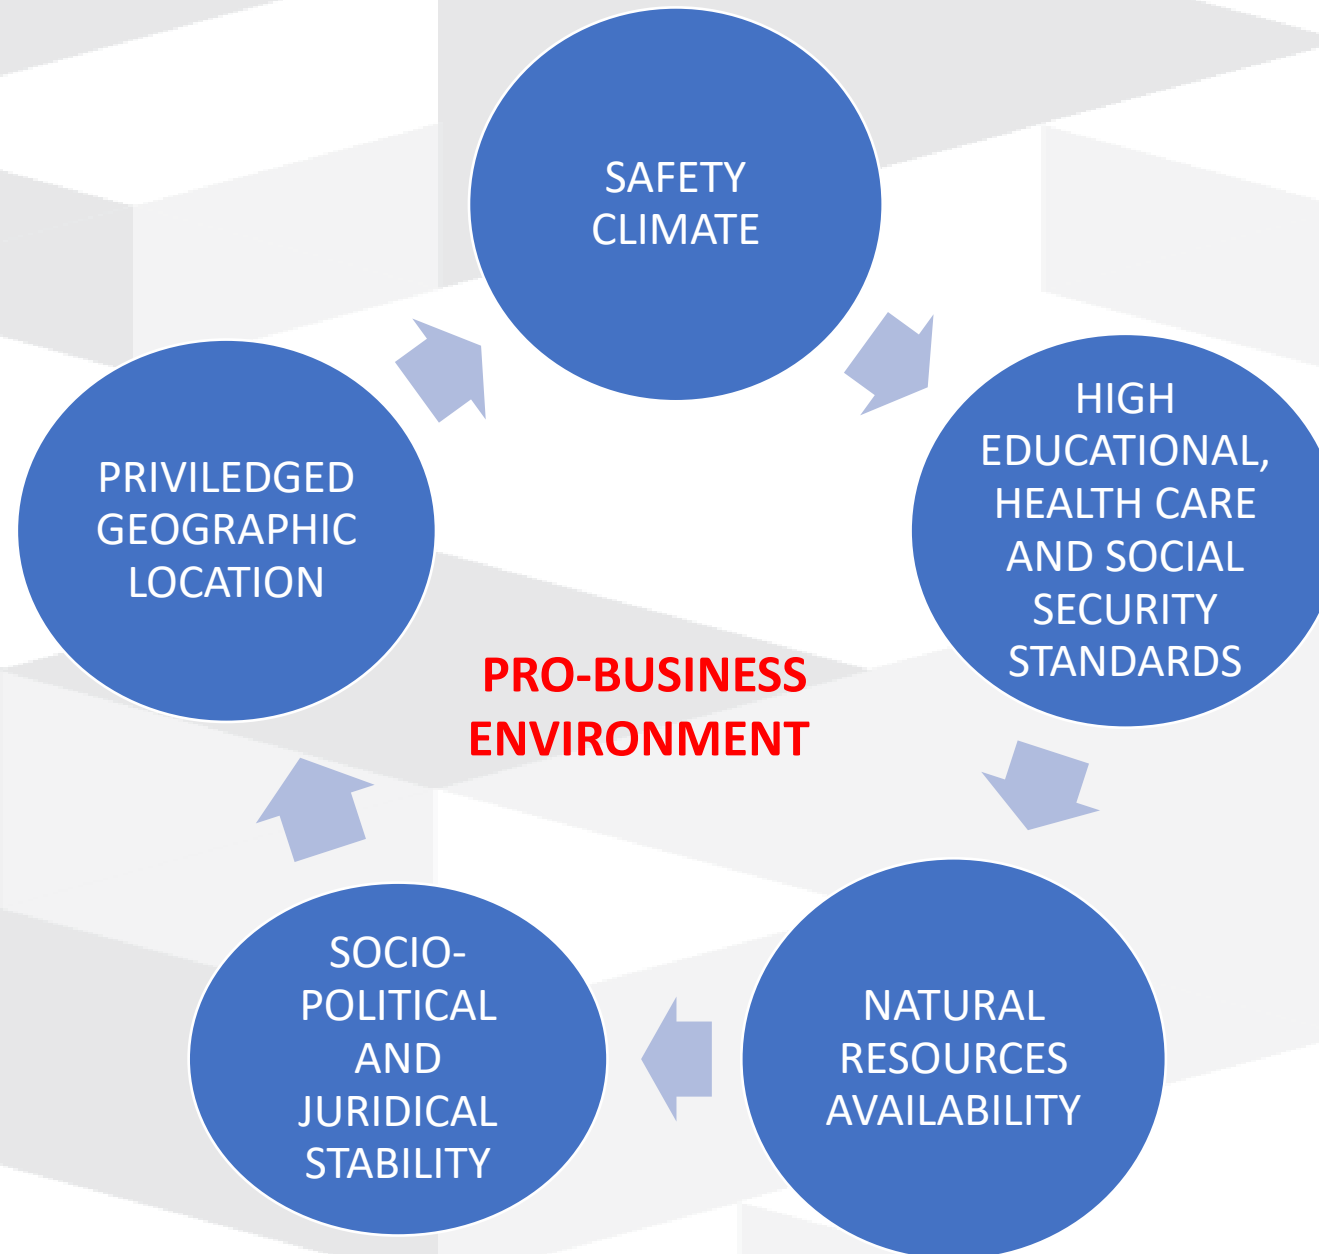 SAFETY
CLIMATE
HIGH
EDUCATIONAL,
HEALTH CARE
AND SOCIAL
SECURITY
STANDARDS
NATURAL
RESOURCES
AVAILABILITY
SOCIO-
POLITICAL
AND
JURIDICAL
STABILITY
PRIVILEDGED
GEOGRAPHIC
LOCATION
PRO-BUSINESS
ENVIRONMENT